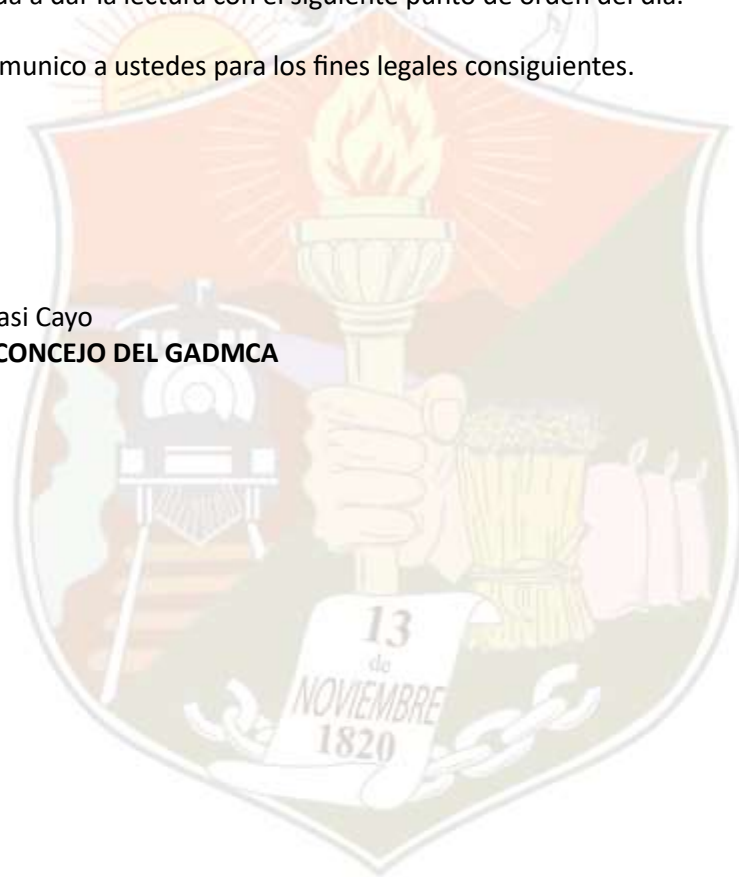 da a dar la lectura con el siguiente punto de orden del día.
munico a ustedes para los fines legales consiguientes.
asi Cayo
CONCEJO DEL GADMCA
13
de
NOVIEMBRE
1820